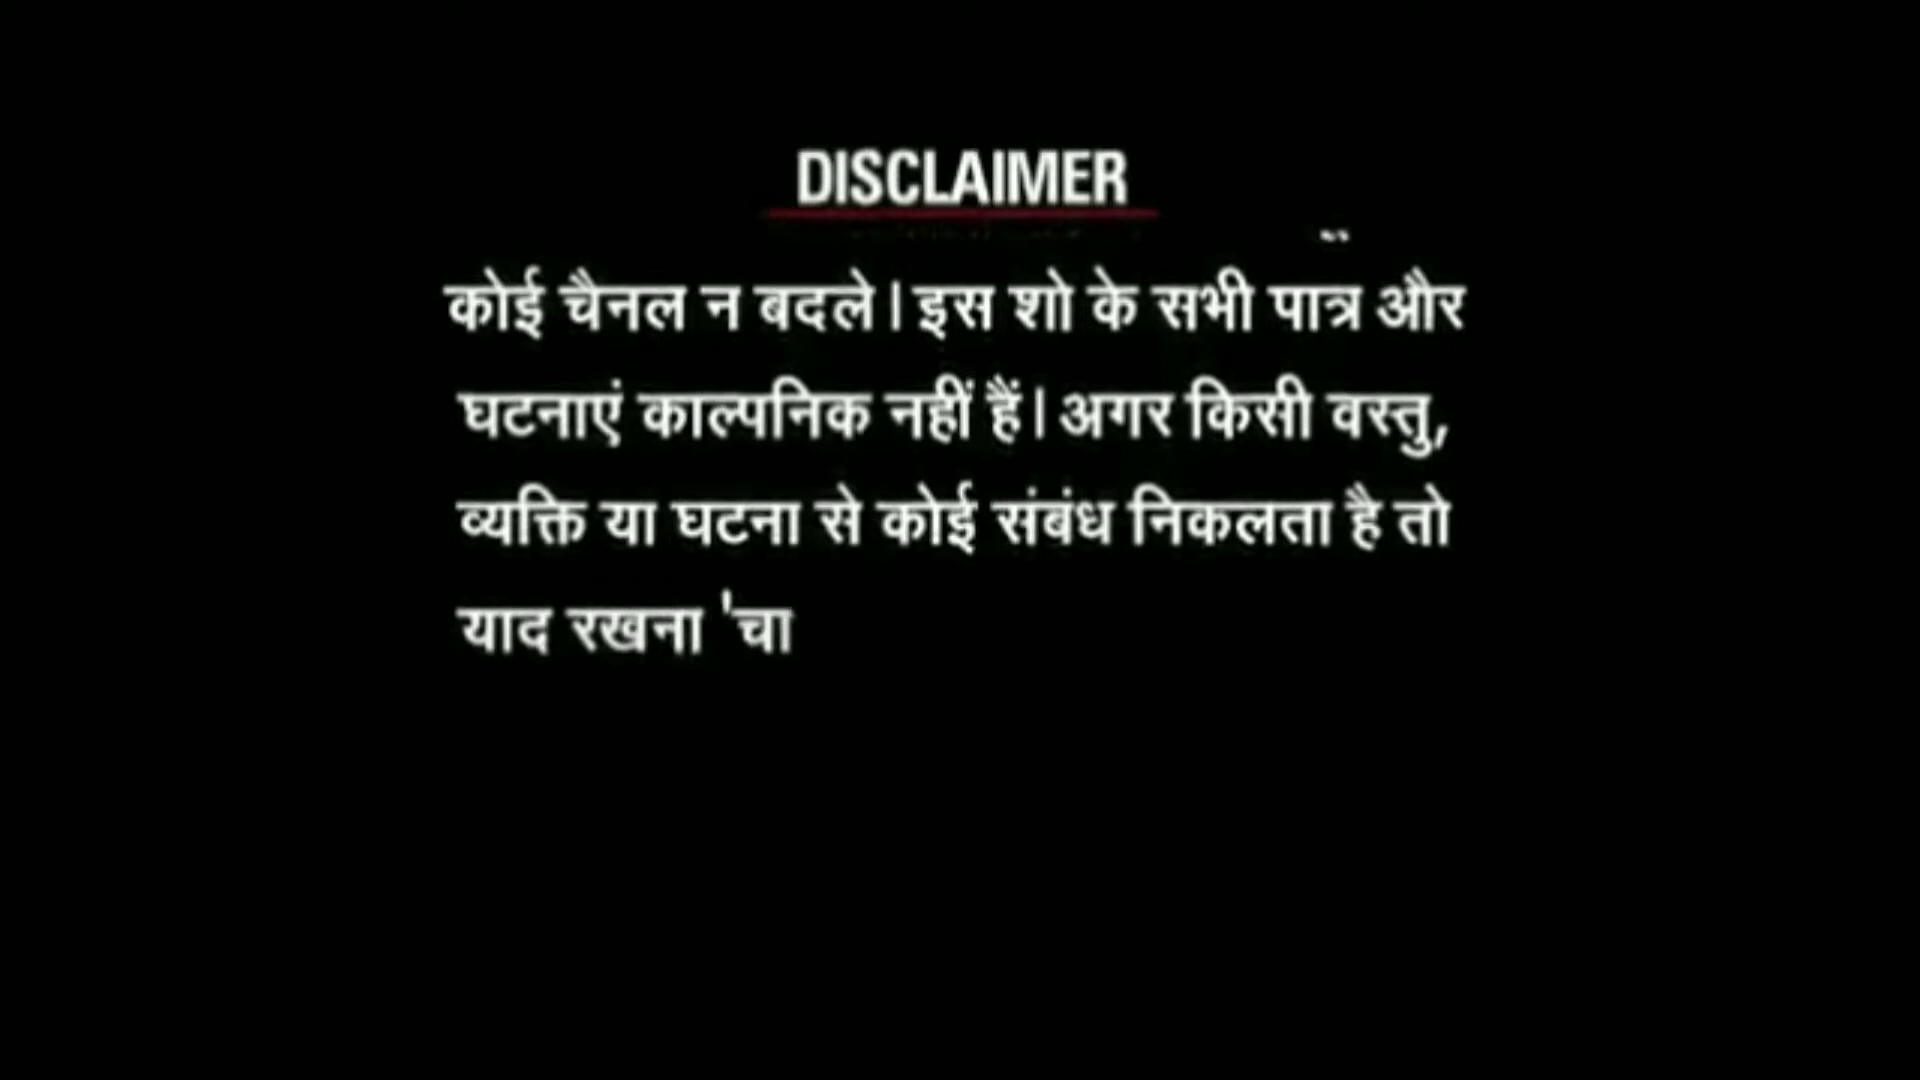 DISCLAIMER
कोई चैनल न बदले। इस शो के सभी पात्र और
घटनाएं काल्पनिक नहीं हैं। अगर किसी वस्तु,
व्यक्ति या घटना से कोई संबंध निकलता है तो
याद रखना 'चा